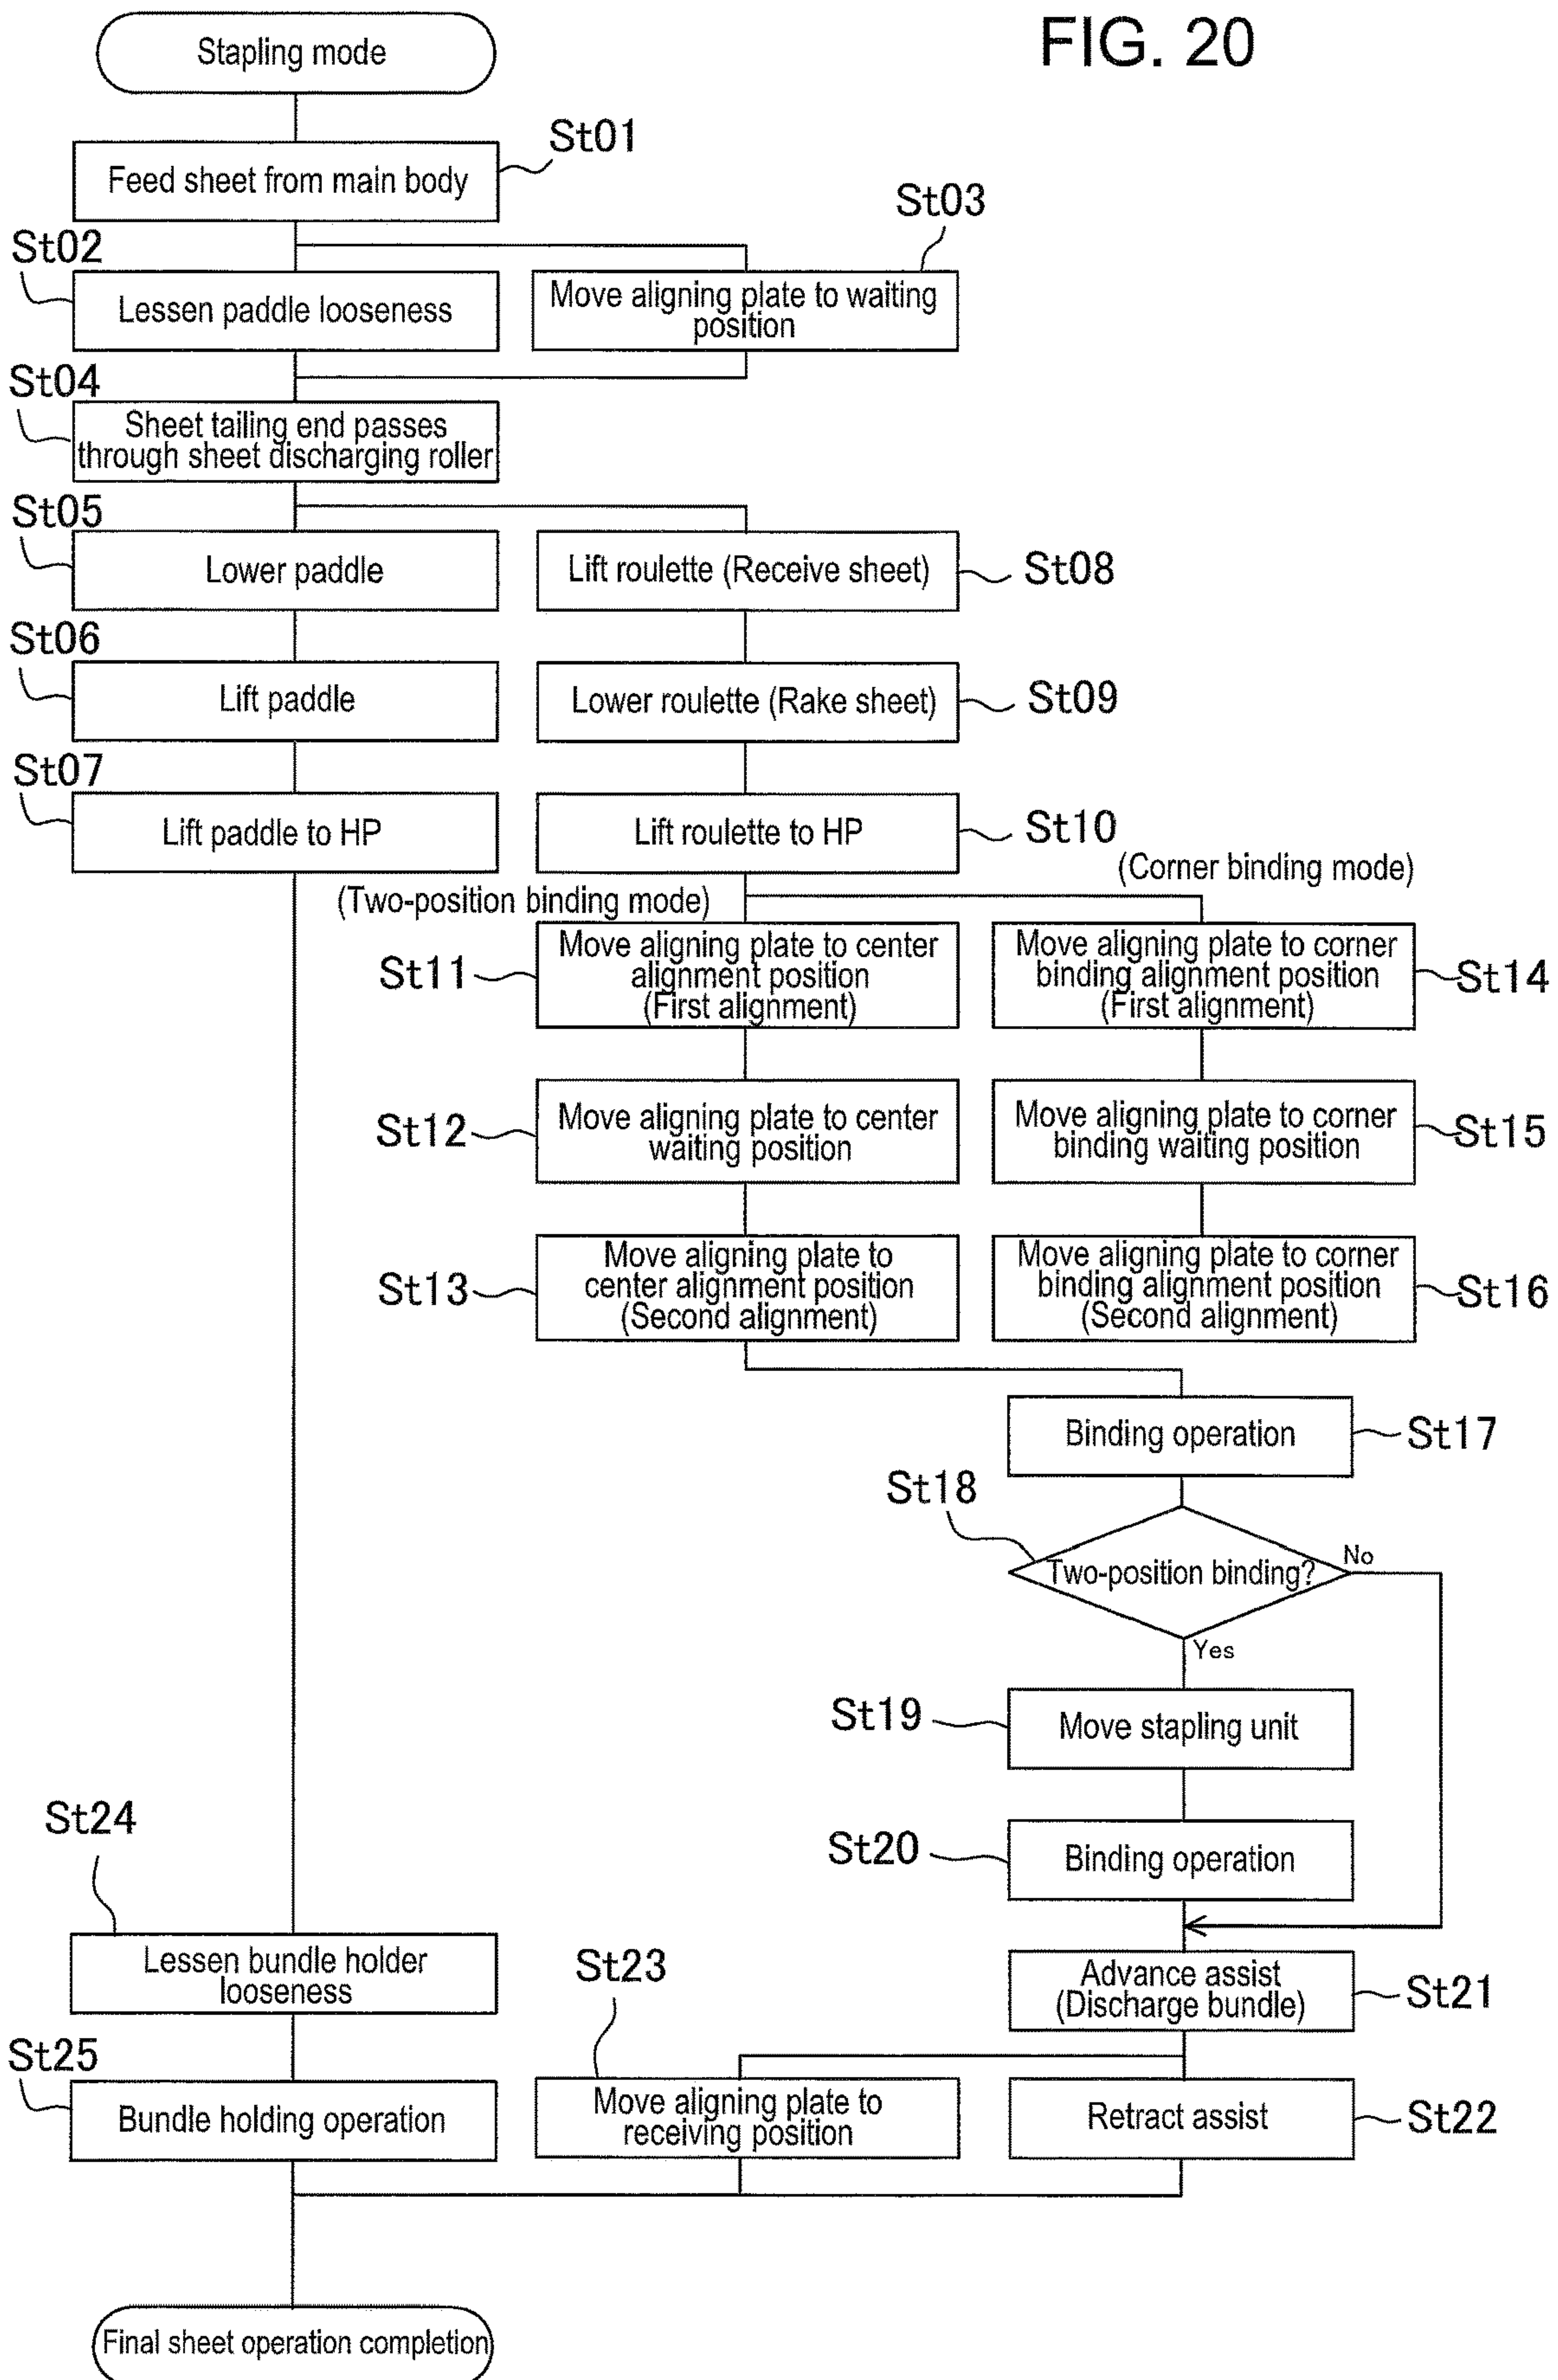 FIG. 20
Stapling mode
St01
Feed sheet from main body
St03
St02
Lessen paddle looseness
Move aligning plate to waiting
position
St04
Sheet tailing end passes
through sheet discharging roller
St05
Lower paddle
Lift roulette (Receive sheet)
St08
St06
Lift paddle
Lower roulette (Rake sheet)
St09
St07
Lift paddle to HP
Lift roulette to HP
St10
(Corner binding mode)
(Two-position binding mode)
St11
Move aligning plate to center
alignment position
(First alignment)
Move aligning plate to corner
binding alignment position
(First alignment)
St14
St12
Move aligning plate to center
waiting position
Move aligning plate to corner
binding waiting position
St15
St13
Move aligning plate to
center alignment position
(Second alignment)
Move aligning plate to corner
binding alignment position
(Second alignment)
St16
Binding operation
St17
St18
Two-position binding?
No
Yes
St19
Move stapling unit
St20
Binding operation
St24
Lessen bundle holder
looseness
St23
Advance assist
(Discharge bundle)
St21
St25
Bundle holding operation
Move aligning plate to
receiving position
Retract assist
St22
Final sheet operation completion